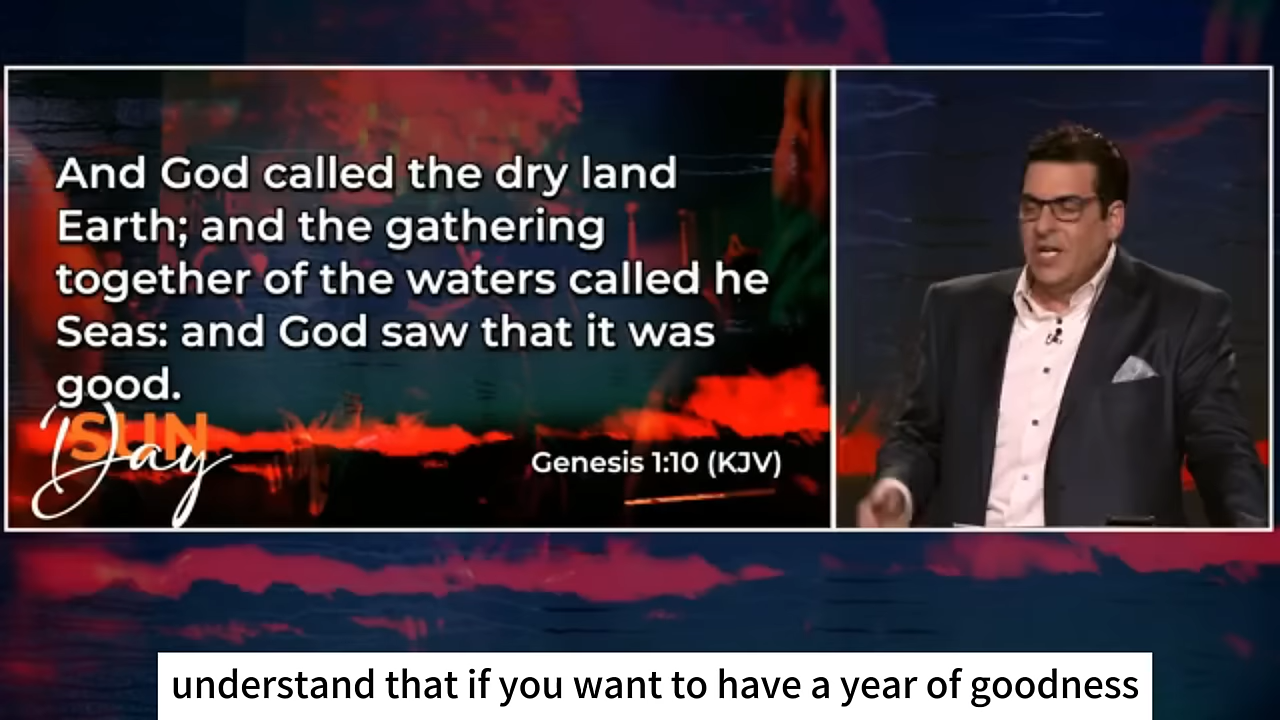 And God called the dry land
Earth; and the gathering
together of the waters called he
Seas: and God saw that it was
good.
SUN
Day
Genesis 1:10 (KJV)
understand that if you want to have a year of goodness